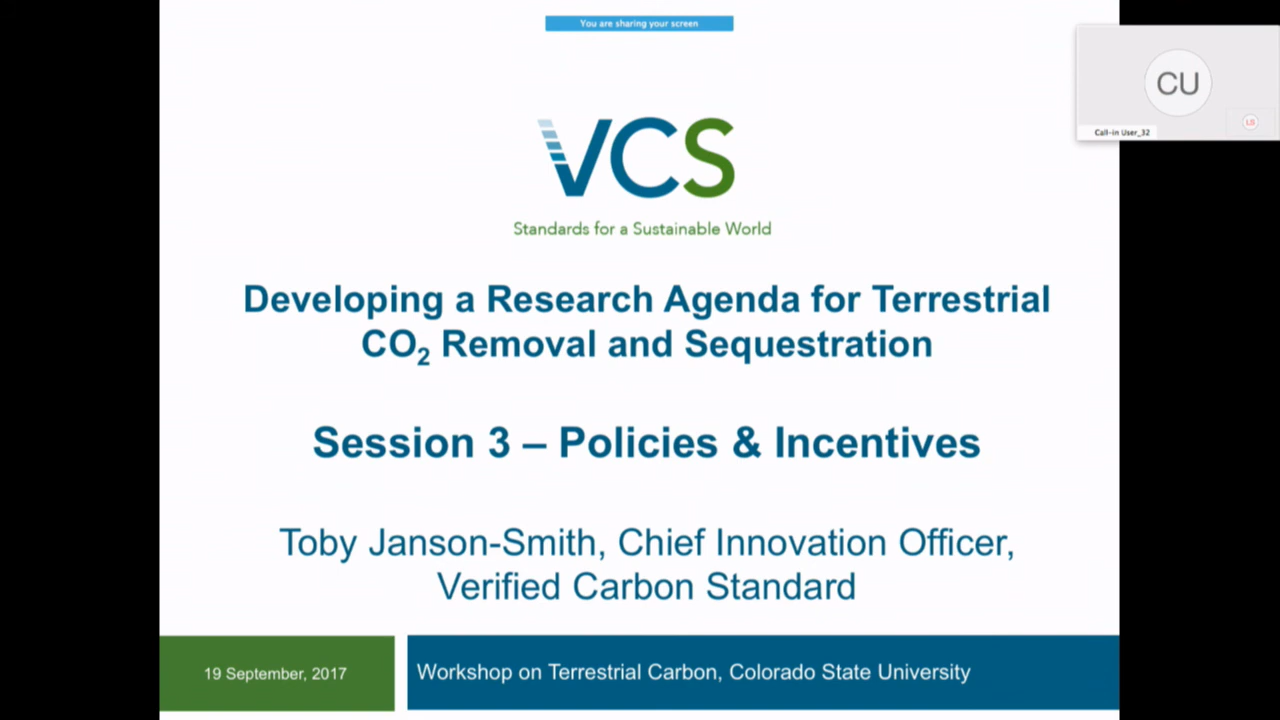 You are sharing your screen
CU
LS
Call-in User_32
VCS
Standards for a Sustainable World
Developing a Research Agenda for Terrestrial
CO₂ Removal and Sequestration
Session 3 – Policies & Incentives
Toby Janson-Smith, Chief Innovation Officer,
Verified Carbon Standard
19 September, 2017
Workshop on Terrestrial Carbon, Colorado State University